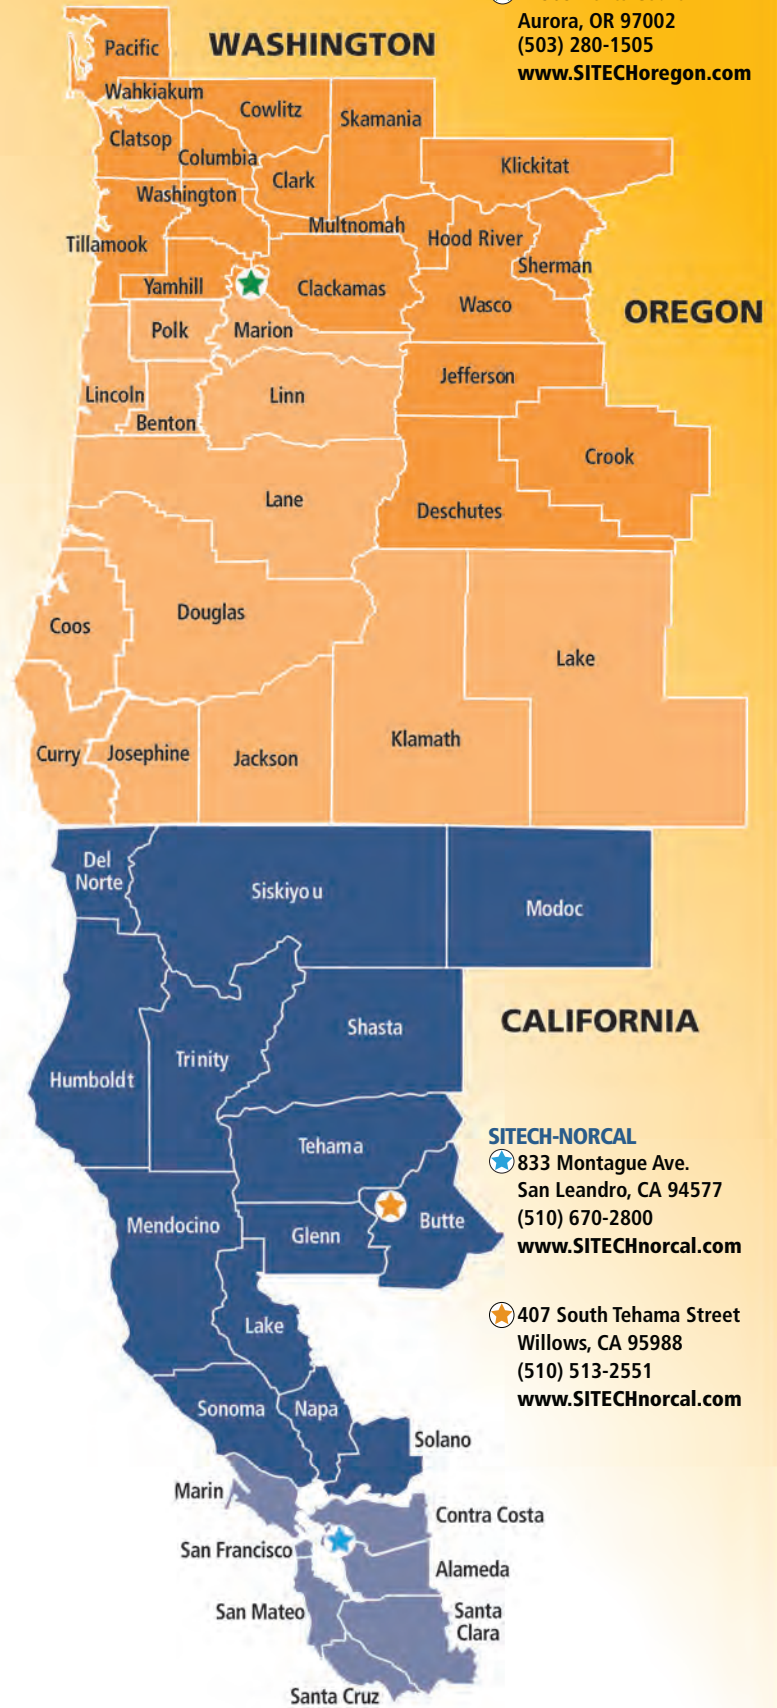 Aurora, OR 97002
(503) 280-1505
www.SITECHoregon.com
WASHINGTON
Pacific
Wahkiakum
Cowlitz
Skamania
Clatsop
Columbia
Clark
Klickitat
Washington
Multnomah
Hood River
Tillamook
Sherman
Yamhill
Clackamas
Wasco
OREGON
Polk
Marion
Jefferson
Lincoln
Linn
Benton
Crook
Lane
Deschutes
Coos
Douglas
Lake
Curry
Josephine
Jackson
Klamath
Del
Norte
Siskiyou
Modoc
CALIFORNIA
Shasta
Trinity
Humboldt
Tehama
SITECH-NORCAL
833 Montague Ave.
San Leandro, CA 94577
(510) 670-2800
www.SITECHnorcal.com
Mendocino
Glenn
Butte
407 South Tehama Street
Willows, CA 95988
(510) 513-2551
www.SITECHnorcal.com
Lake
Sonoma
Napa
Solano
Marin
Contra Costa
San Francisco
Alameda
San Mateo
Santa
Clara
Santa Cruz